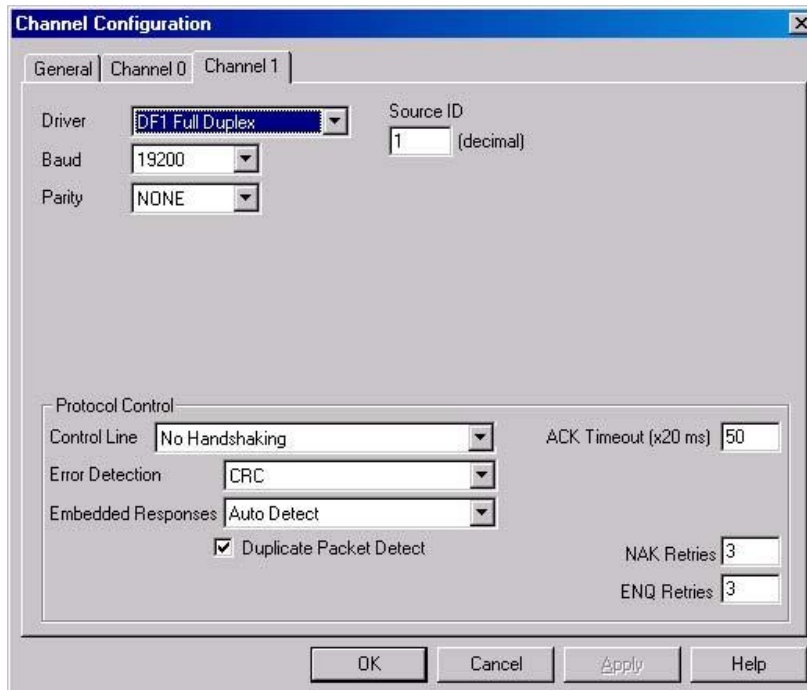 Channel Configuration
General Channel 0 Channel 1
Driver DF1 Full Duplex Source ID
1 (decimal)
Baud 19200
Parity NONE
Protocol Control
Control Line No Handshaking ACK Timeout (x20 ms) 50
Error Detection CRC
Embedded Responses Auto Detect
Duplicate Packet Detect NAK Retries 3
ENQ Retries 3
OK Cancel Apply Help